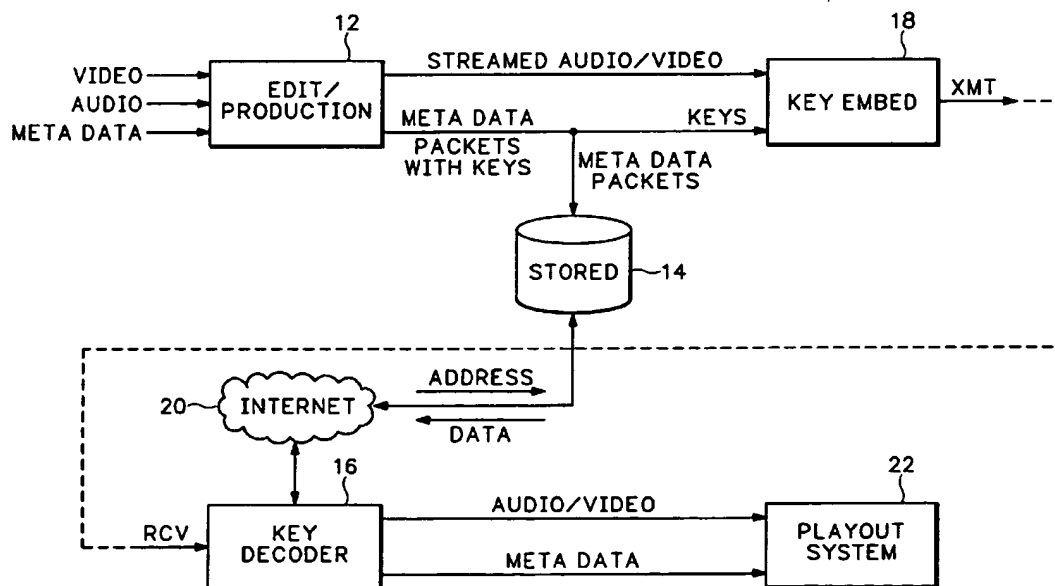 12
18
VIDEO
AUDIO
META DATA
EDIT/
PRODUCTION
STREAMED AUDIO/VIDEO
META DATA
PACKETS
WITH KEYS
KEYS
META DATA
PACKETS
KEY EMBED
XMT
STORED
14
ADDRESS
20
INTERNET
DATA
16
22
RCV
KEY
DECODER
AUDIO/VIDEO
META DATA
PLAYOUT
SYSTEM